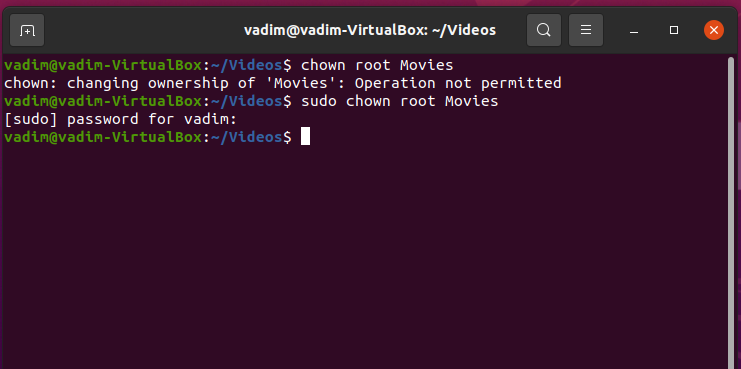 vadim@vadim-VirtualBox: ~/Videos
vadim@vadim-VirtualBox:~/Videos$ chown root Movies
chown: changing ownership of 'Movies': Operation not permitted
vadim@vadim-VirtualBox:~/Videos$ sudo chown root Movies
[sudo] password for vadim:
vadim@vadim-VirtualBox:~/Videos$